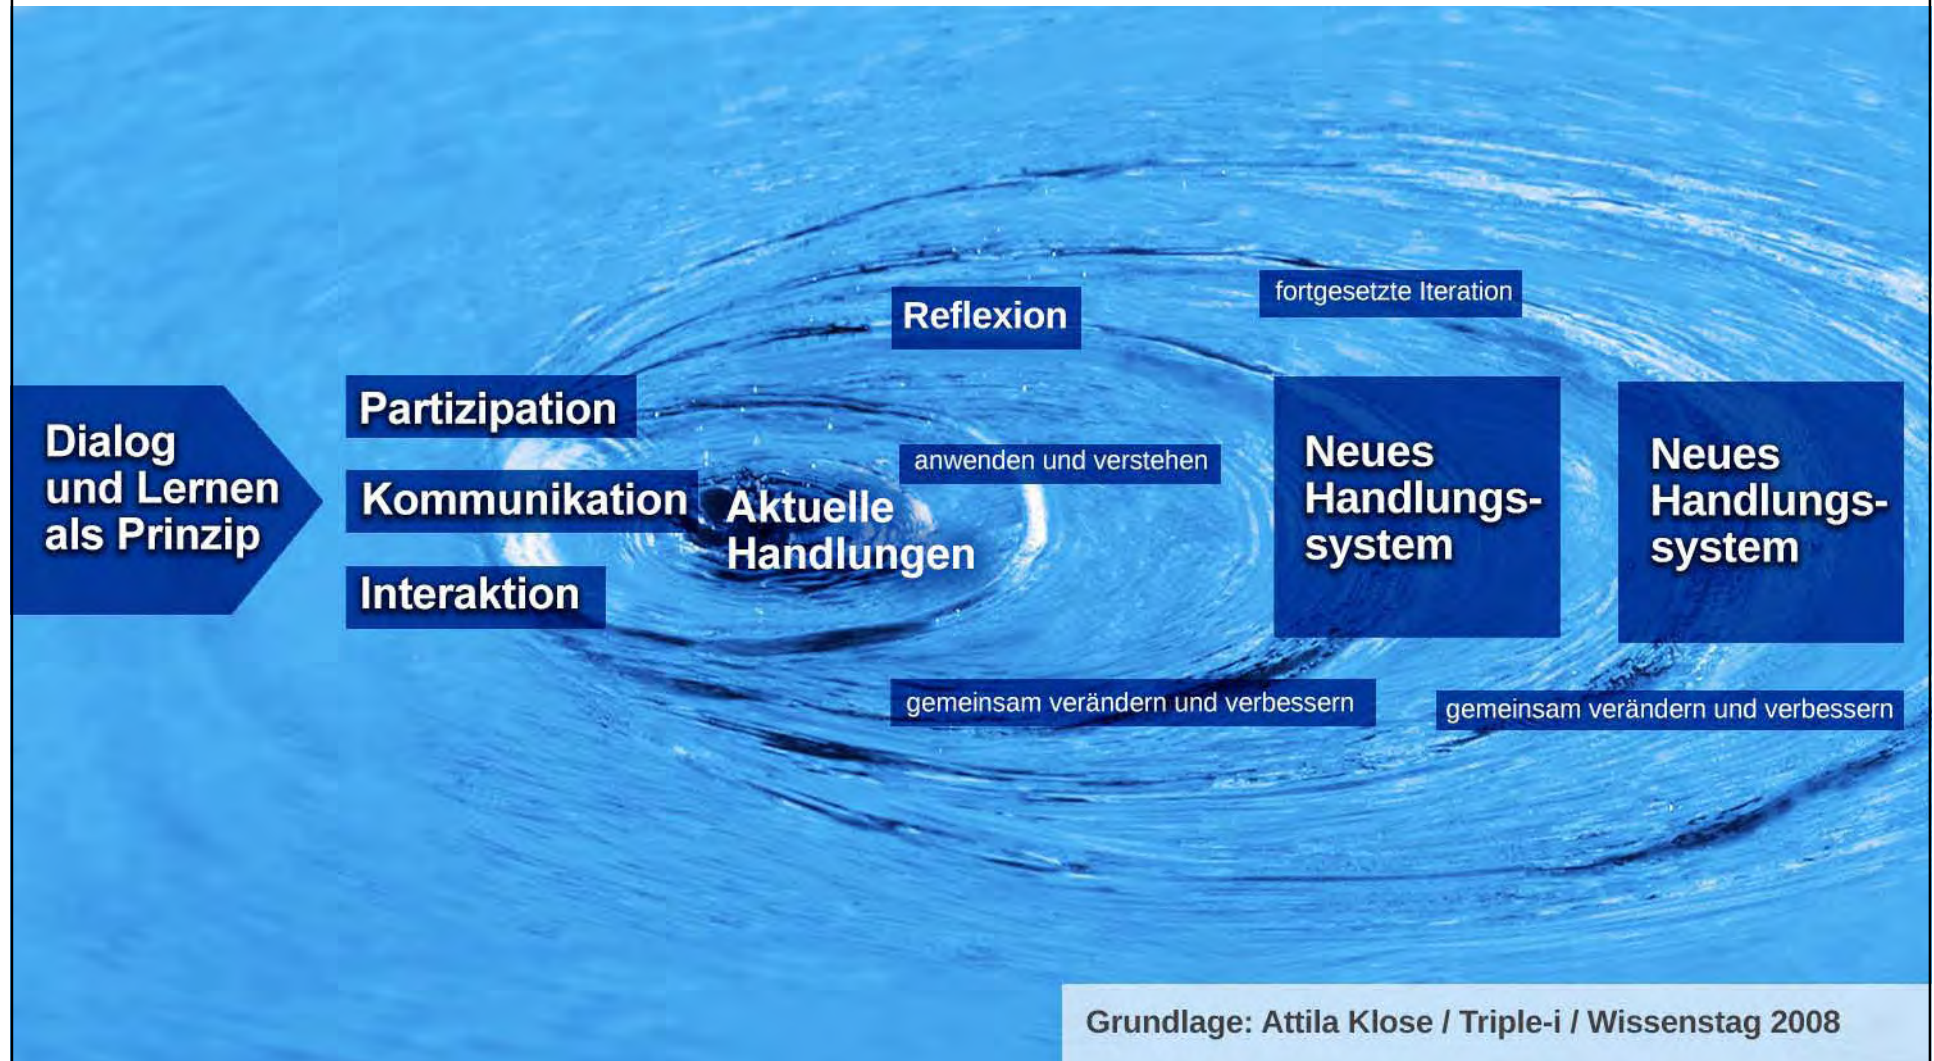 Dialog
und Lernen
als Prinzip
Partizipation
Kommunikation
Interaktion
Aktuelle
Handlungen
Reflexion
anwenden und verstehen
gemeinsam verändern und verbessern
fortgesetzte Iteration
Neues
Handlungs-
system
Neues
Handlungs-
system
gemeinsam verändern und verbessern
Grundlage: Attila Klose / Triple-i / Wissenstag 2008